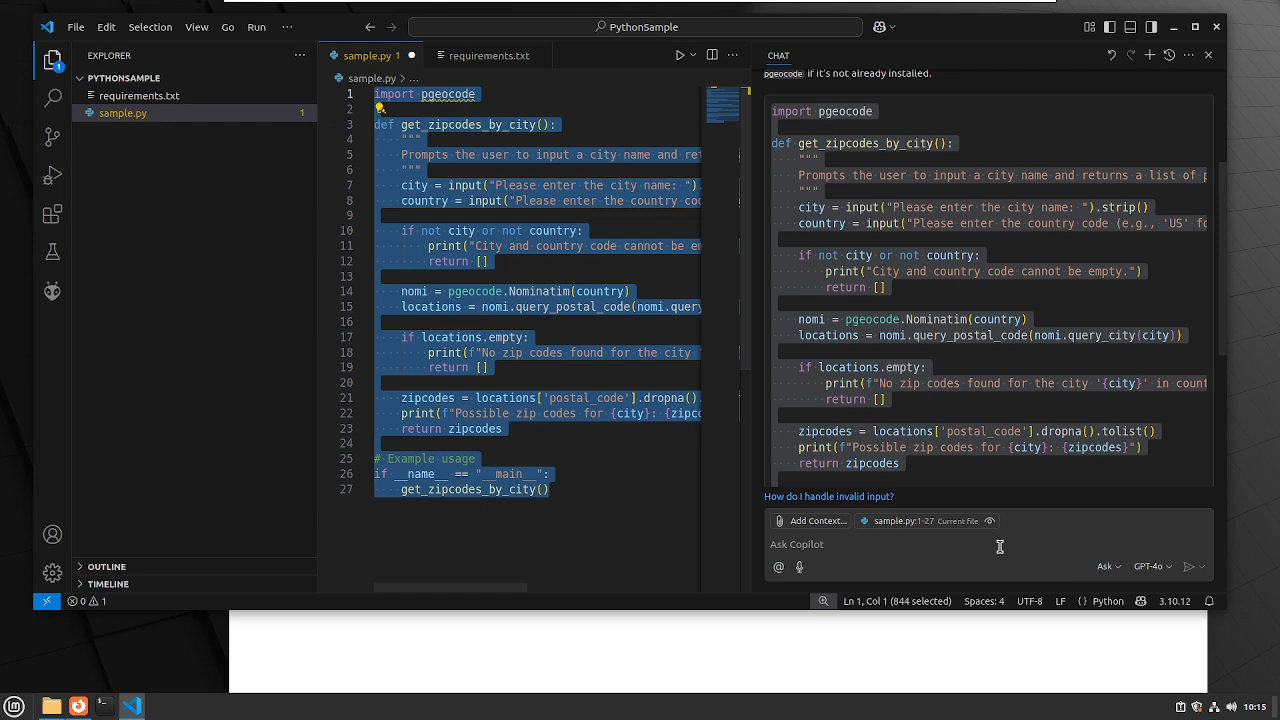 File Edit Selection View Go Run ···
PythonSample
EXPLORER ···
PYTHONSAMPLE
requirements.txt
sample.py 1
OUTLINE
TIMELINE
sample.py 1
requirements.txt
sample.py > ...
1 import pgeocode
2
3 def get_zipcodes_by_city():
4 """
5 Prompts the user to input a city name and ret
6 """
7 city = input("Please enter the city name: ").
8 country = input("Please enter the country cod
9
10 if not city or not country:
11 print("City and country code cannot be em
12 return []
13
14 nomi = pgeocode.Nominatim(country)
15 locations = nomi.query_postal_code(nomi.query
16
17 if locations.empty:
18 print(f"No zip codes found for the city '
19 return []
20
21 zipcodes = locations['postal_code'].dropna().
22 print(f"Possible zip codes for {city}: {zipco
23 return zipcodes
24
25 # Example usage
26 if __name__ == "__main__":
27 get_zipcodes_by_city()
CHAT
pgeocode if it's not already installed.
import pgeocode
def get_zipcodes_by_city():
"""
Prompts the user to input a city name and returns a list of p
"""
city = input("Please enter the city name: ").strip()
country = input("Please enter the country code (e.g., 'US' fo
if not city or not country:
print("City and country code cannot be empty.")
return []
nomi = pgeocode.Nominatim(country)
locations = nomi.query_postal_code(nomi.query_city(city))
if locations.empty:
print(f"No zip codes found for the city '{city}' in count
return []
zipcodes = locations['postal_code'].dropna().tolist()
print(f"Possible zip codes for {city}: {zipcodes}")
return zipcodes
How do I handle invalid input?
Add Context...
sample.py:1-27 Current File
Ask Copilot
@ Ask GPT-4o
0 1
Ln 1, Col 1 (844 selected) Spaces: 4 UTF-8 LF {} Python 3.10.12
10:15